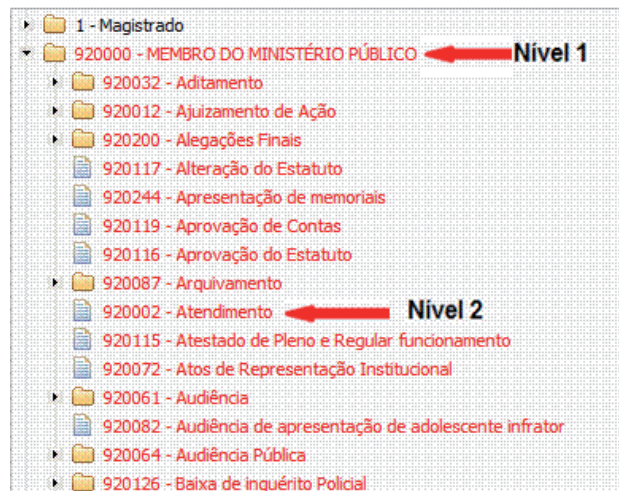 1 - Magistrado
920000 - MEMBRO DO MINISTÉRIO PÚBLICO Nível 1
920032 - Aditamento
920012 - Ajuizamento de Ação
920200 - Alegações Finais
920117 - Alteração do Estatuto
920244 - Apresentação de memoriais
920119 - Aprovação de Contas
920116 - Aprovação do Estatuto
920087 - Arquivamento
920002 - Atendimento Nível 2
920115 - Atestado de Pleno e Regular funcionamento
920072 - Atos de Representação Institucional
920061 - Audiência
920082 - Audiência de apresentação de adolescente infrator
920064 - Audiência Pública
920126 - Baixa de inquérito Policial